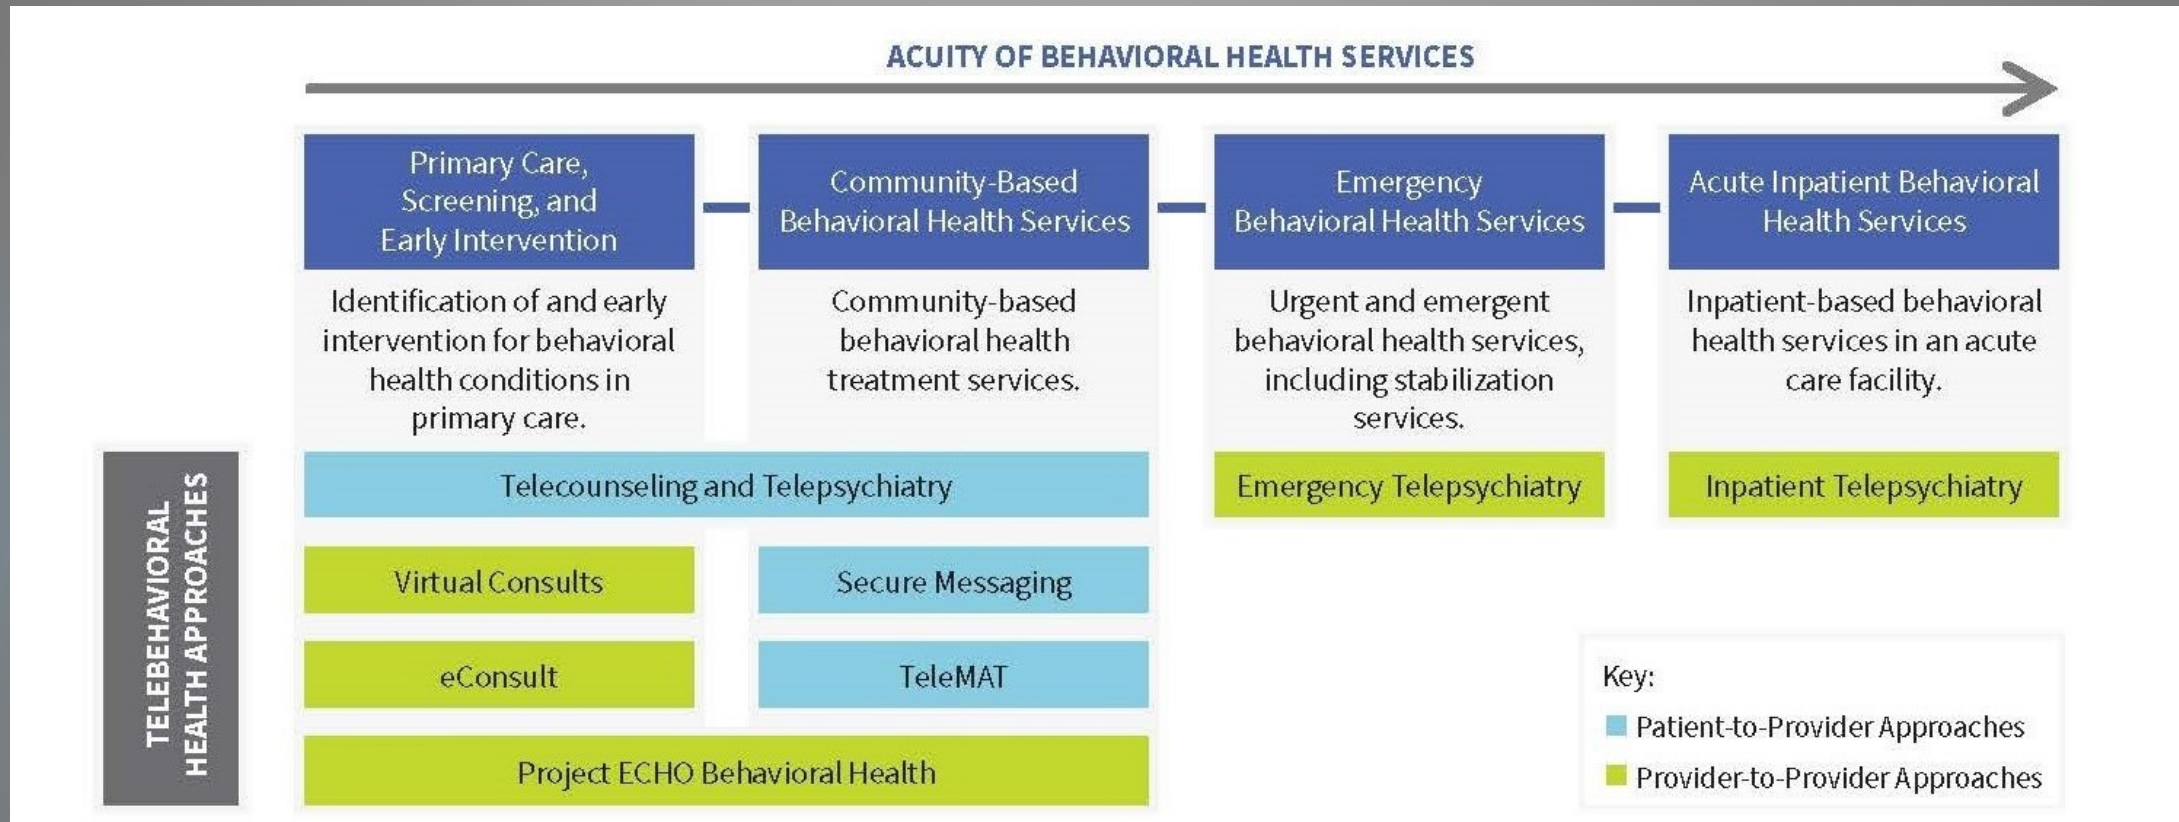 ACUITY OF BEHAVIORAL HEALTH SERVICES
Primary Care,
Screening, and
Early Intervention
Identification of and early
intervention for behavioral
health conditions in
primary care.
Community-Based
Behavioral Health Services
Community-based
behavioral health
treatment services.
Emergency
Behavioral Health Services
Urgent and emergent
behavioral health services,
including stabilization
services.
Acute Inpatient Behavioral
Health Services
Inpatient-based behavioral
health services in an acute
care facility.
TELEBEHAVIORAL
HEALTH APPROACHES
Telecounseling and Telepsychiatry
Emergency Telepsychiatry
Inpatient Telepsychiatry
Virtual Consults
Secure Messaging
eConsult
TeleMAT
Project ECHO Behavioral Health
Key:
Patient-to-Provider Approaches
Provider-to-Provider Approaches